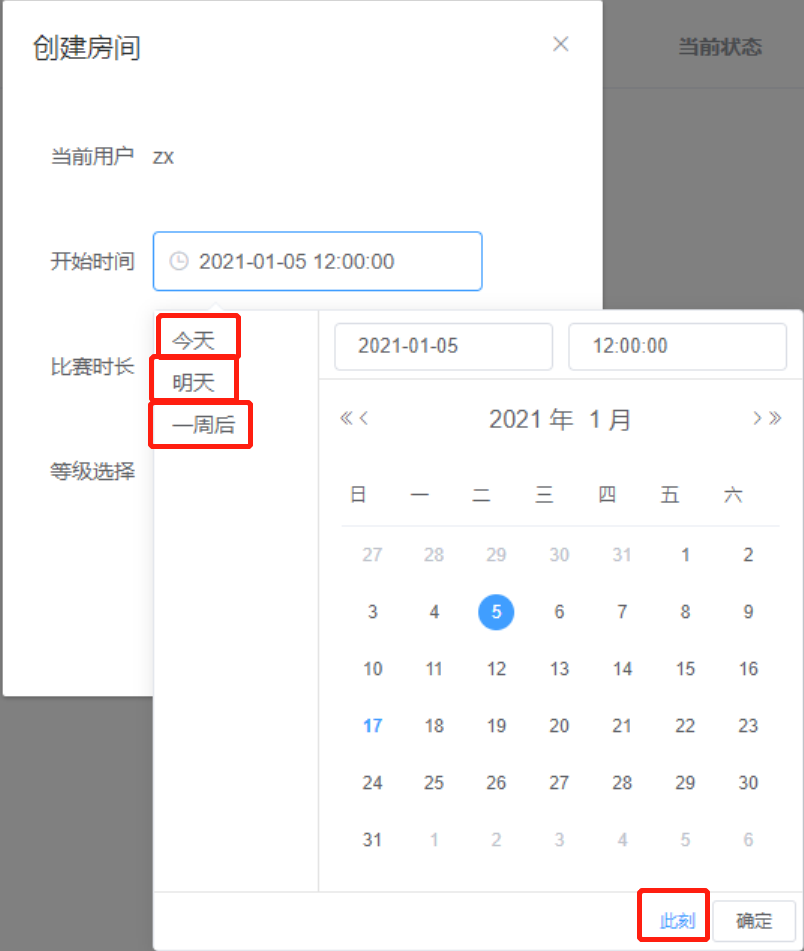 创建房间
当前状态
当前用户 zx
开始时间 2021-01-05 12:00:00
比赛时长
等级选择
今天
明天
一周后
2021-01-05 12:00:00
2021 年 1 月
日 一 二 三 四 五 六
27 28 29 30 31 1 2
3 4 5 6 7 8 9
10 11 12 13 14 15 16
17 18 19 20 21 22 23
24 25 26 27 28 29 30
31 1 2 3 4 5 6
此刻 确定